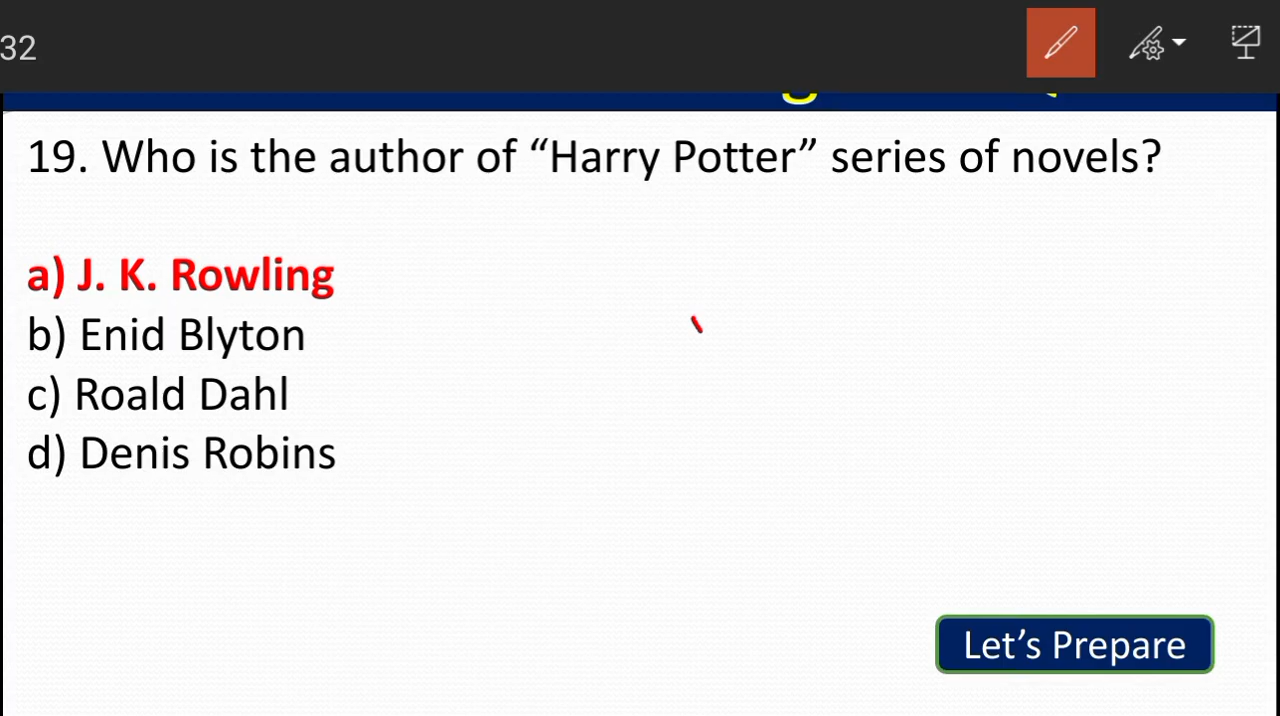 32
19. Who is the author of “Harry Potter” series of novels?
a) J. K. Rowling
b) Enid Blyton
c) Roald Dahl
d) Denis Robins
Let’s Prepare